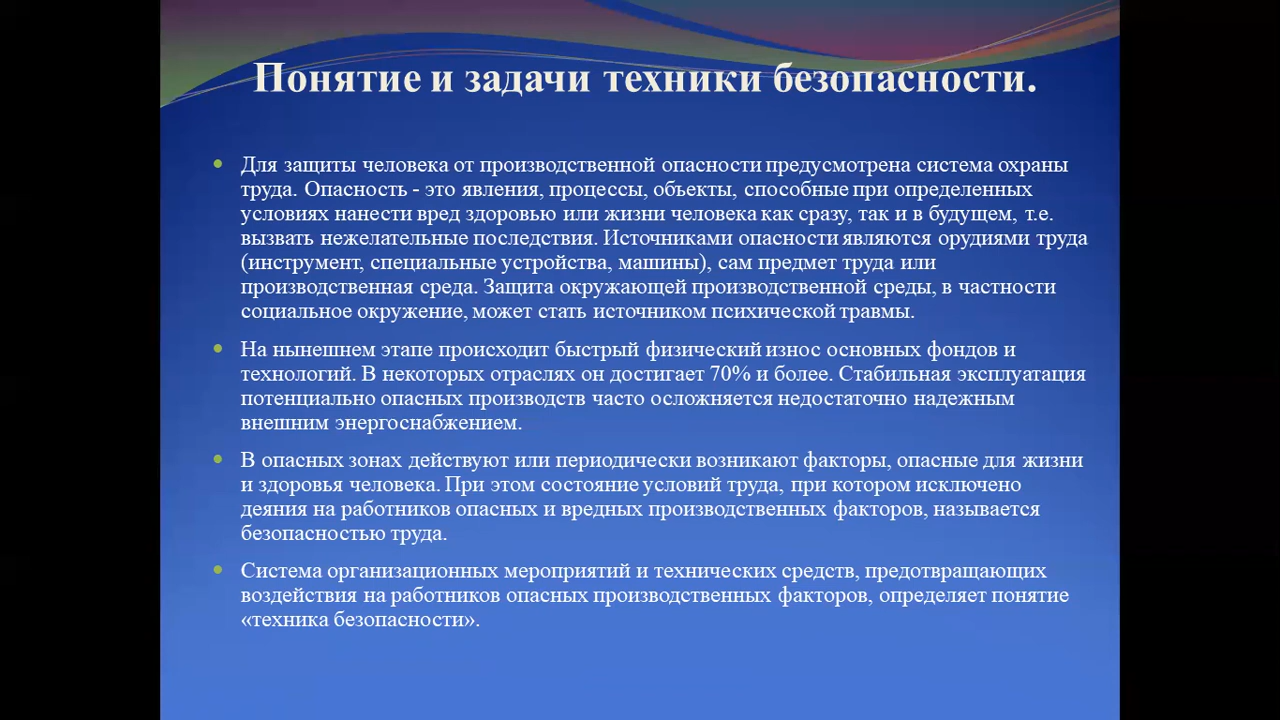 Понятие и задачи техники безопасности.
Для защиты человека от производственной опасности предусмотрена система охраны
труда. Опасность - это явления, процессы, объекты, способные при определенных
условиях нанести вред здоровью или жизни человека как сразу, так и в будущем, т.е.
вызвать нежелательные последствия. Источниками опасности являются орудиями труда
(инструмент, специальные устройства, машины), сам предмет труда или
производственная среда. Защита окружающей производственной среды, в частности
социальное окружение, может стать источником психической травмы.
На нынешнем этапе происходит быстрый физический износ основных фондов и
технологий. В некоторых отраслях он достигает 70% и более. Стабильная эксплуатация
потенциально опасных производств часто осложняется недостаточно надежным
внешним энергоснабжением.
В опасных зонах действуют или периодически возникают факторы, опасные для жизни
и здоровья человека. При этом состояние условий труда, при котором исключено
деяния на работников опасных и вредных производственных факторов, называется
безопасностью труда.
Система организационных мероприятий и технических средств, предотвращающих
воздействия на работников опасных производственных факторов, определяет понятие
«техника безопасности».